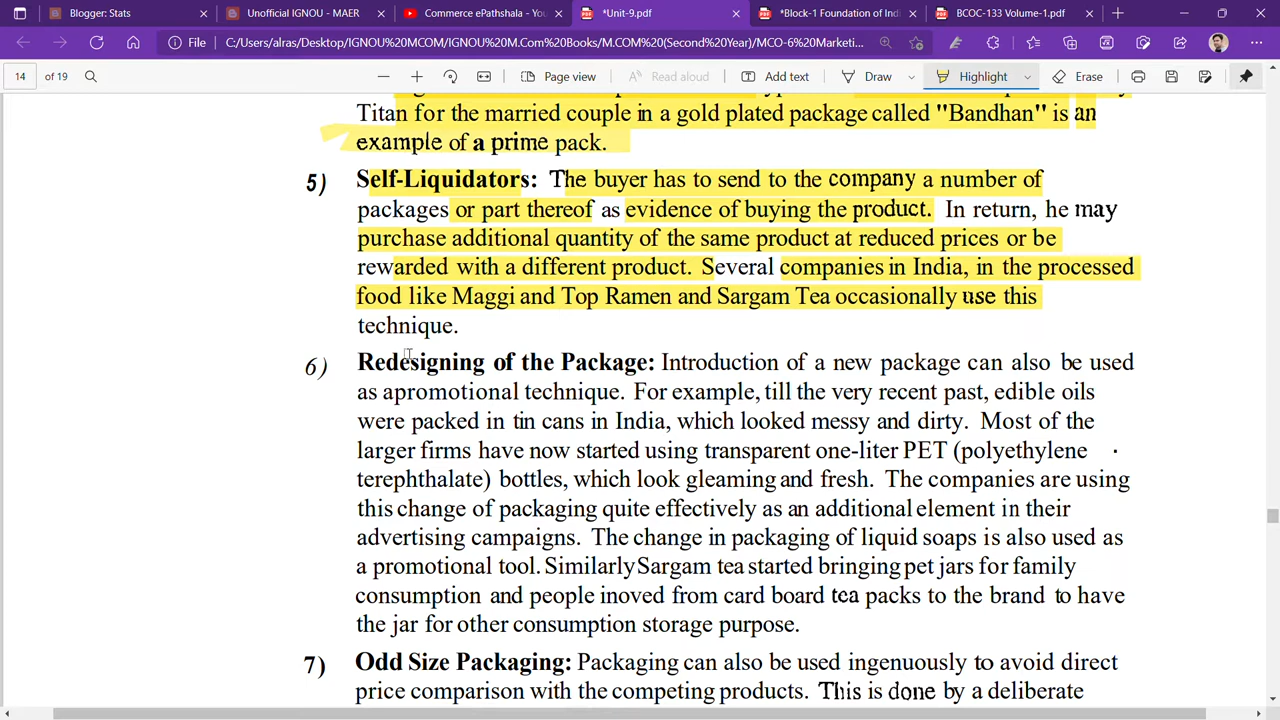 Blogger: Stats
Unofficial IGNOU - MAER
Commerce ePathshala - Yo
*Unit-9.pdf
*Block-1 Foundation of Ind
BCOC-133 Volume-1.pdf
File
C:/Users/alras/Desktop/IGNOU%20MCOM/IGNOU%20M.Com%20Books/M.COM%20(Second%20Year)/MCO-6%20Marketi...
14 of 19
Page view
Read aloud
Add text
Draw
Highlight
Erase
Titan for the married couple in a gold plated package called "Bandhan" is an
example of a prime pack.
5) Self-Liquidators: The buyer has to send to the company a number of
packages or part thereof as evidence of buying the product. In return, he may
purchase additional quantity of the same product at reduced prices or be
rewarded with a different product. Several companies in India, in the processed
food like Maggi and Top Ramen and Sargam Tea occasionally use this
technique.
6) Redesigning of the Package: Introduction of a new package can also be used
as apromotional technique. For example, till the very recent past, edible oils
were packed in tin cans in India, which looked messy and dirty. Most of the
larger firms have now started using transparent one-liter PET (polyethylene
terephthalate) bottles, which look gleaming and fresh. The companies are using
this change of packaging quite effectively as an additional element in their
advertising campaigns. The change in packaging of liquid soaps is also used as
a promotional tool. Similarly Sargam tea started bringing pet jars for family
consumption and people inoved from card board tea packs to the brand to have
the jar for other consumption storage purpose.
7) Odd Size Packaging: Packaging can also be used ingenuously to avoid direct
price comparison with the competing products. This is done by a deliberate